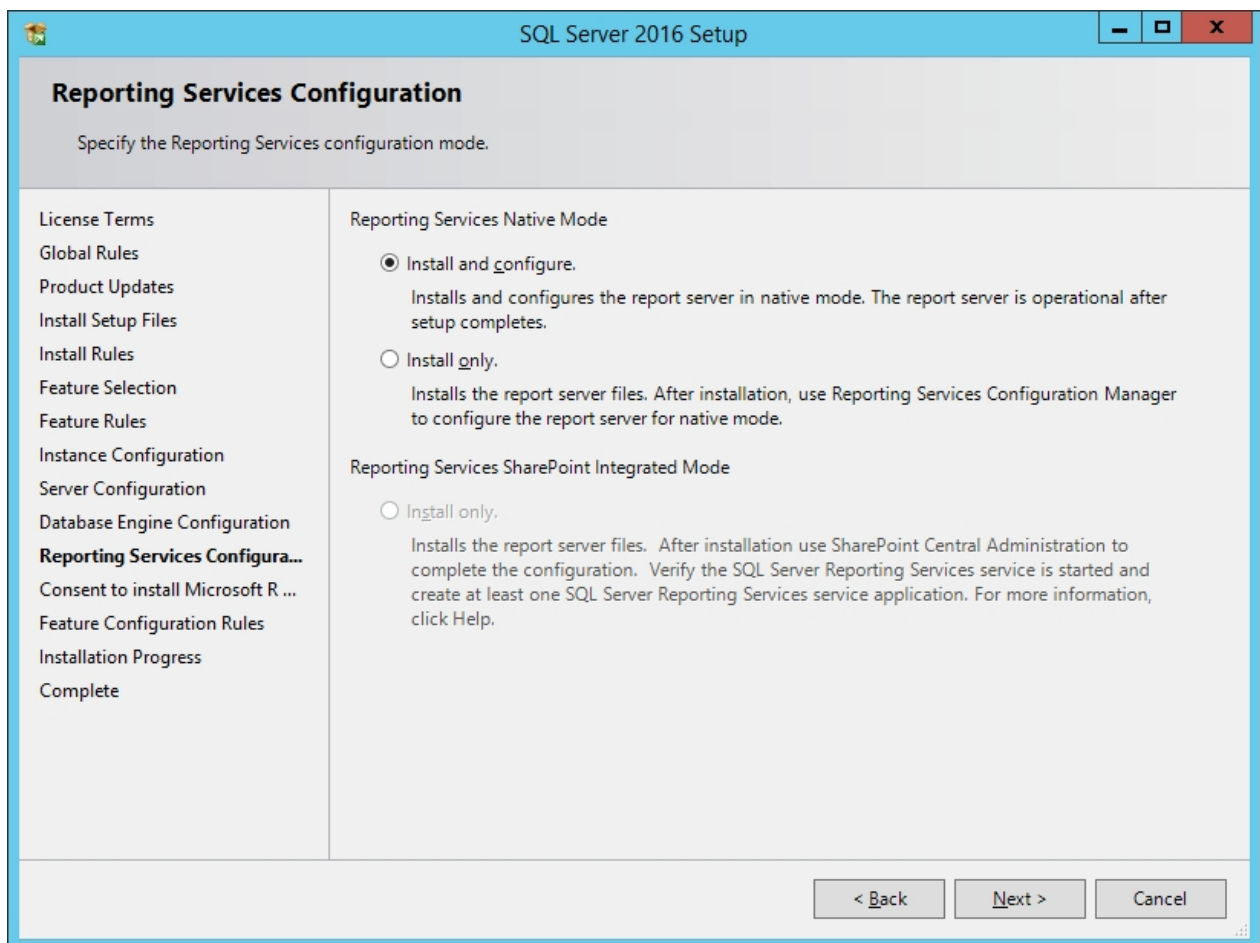 SQL Server 2016 Setup
Reporting Services Configuration
Specify the Reporting Services configuration mode.
License Terms
Global Rules
Product Updates
Install Setup Files
Install Rules
Feature Selection
Feature Rules
Instance Configuration
Server Configuration
Database Engine Configuration
Reporting Services Configura...
Consent to install Microsoft R ...
Feature Configuration Rules
Installation Progress
Complete
Reporting Services Native Mode
Install and configure.
Installs and configures the report server in native mode. The report server is operational after
setup completes.
Install only.
Installs the report server files. After installation, use Reporting Services Configuration Manager
to configure the report server for native mode.
Reporting Services SharePoint Integrated Mode
Install only.
Installs the report server files.  After installation use SharePoint Central Administration to
complete the configuration.  Verify the SQL Server Reporting Services service is started and
create at least one SQL Server Reporting Services service application. For more information,
click Help.
< Back
Next >
Cancel